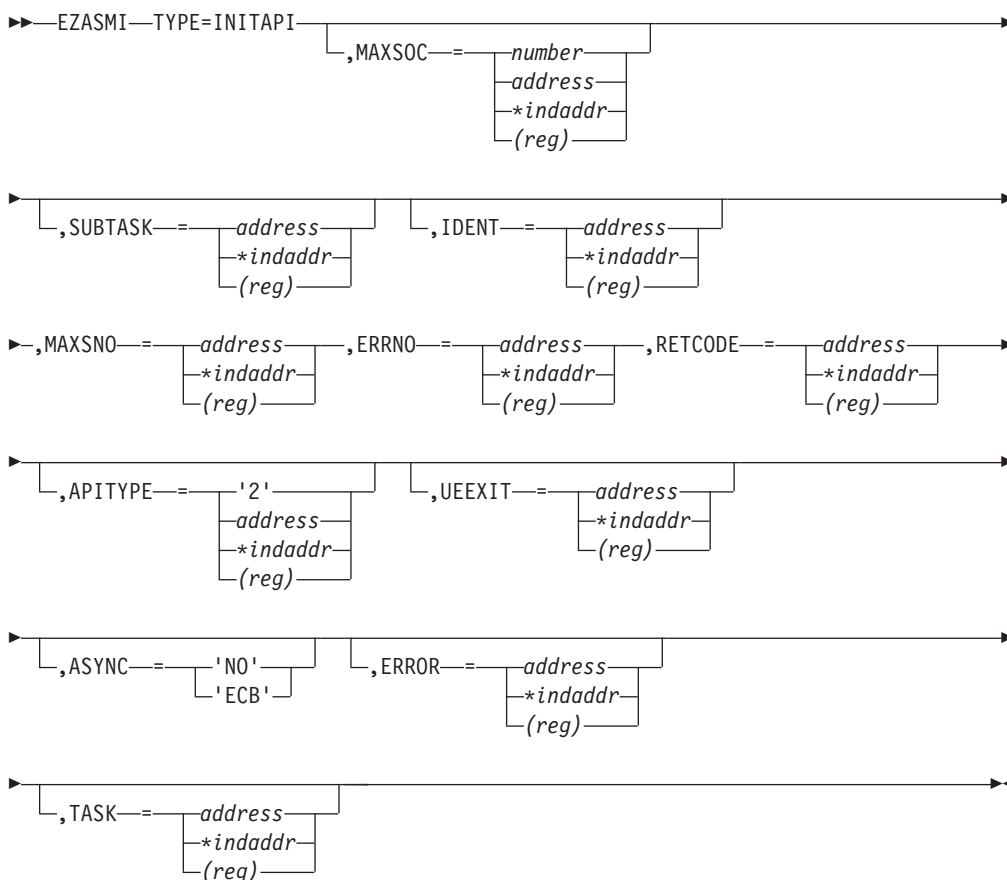 EZASMI TYPE=INITAPI
,MAXSOC = number
address
*indaddr
(reg)
,SUBTASK = address ,IDENT = address
*indaddr *indaddr
(reg) (reg)
,MAXSNO = address ,ERRNO = address ,RETCODE = address
*indaddr *indaddr *indaddr
(reg) (reg) (reg)
,APITYPE = '2' ,UEEXIT = address
address *indaddr
*indaddr (reg)
(reg)
,ASYNC = 'NO' ,ERROR = address
'ECB' *indaddr
(reg)
,TASK = address
*indaddr
(reg)